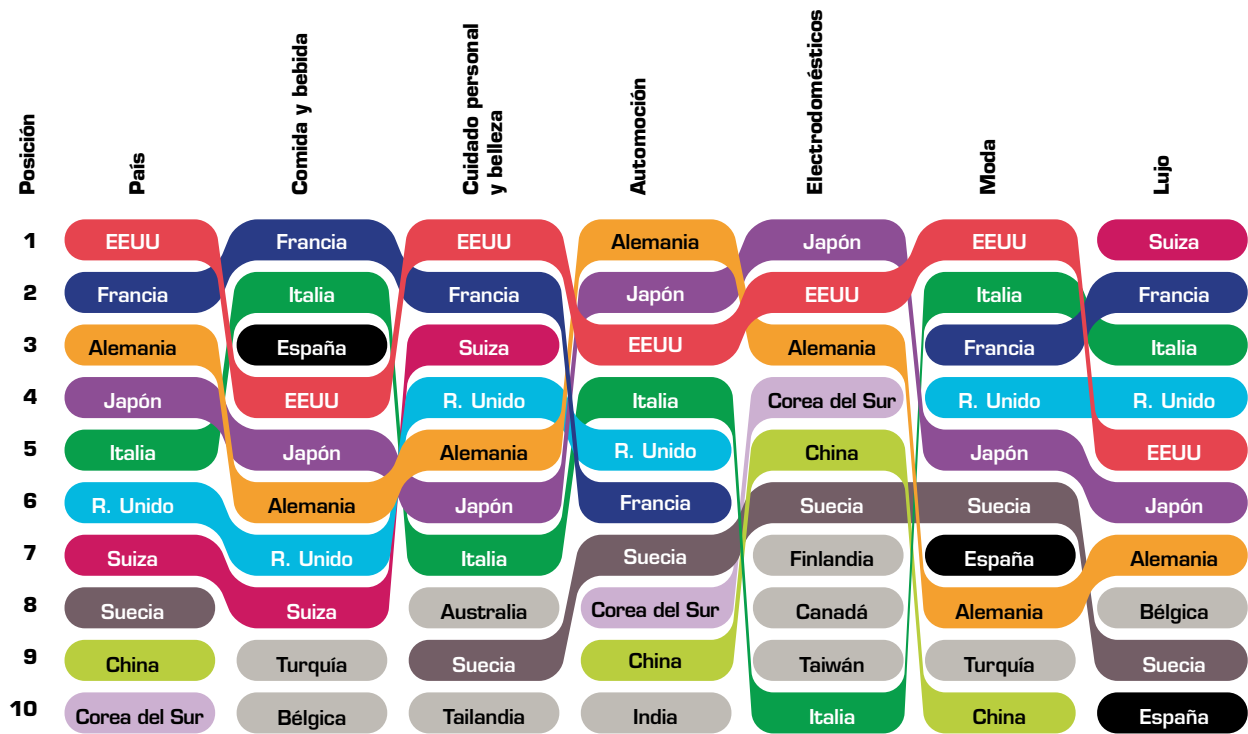 Posición
País
Comida y bebida
Cuidado personal
y belleza
Automoción
Electrodomésticos
Moda
Lujo
1 EEUU Francia EEUU Alemania Japón EEUU Suiza
2 Francia Italia Francia Japón EEUU Italia Francia
3 Alemania España Suiza EEUU Alemania Francia Italia
4 Japón EEUU R. Unido Italia Corea del Sur R. Unido R. Unido
5 Italia Japón Alemania R. Unido China Japón EEUU
6 R. Unido Alemania Japón Francia Suecia Suecia Japón
7 Suiza R. Unido Italia Suecia Finlandia España Alemania
8 Suecia Suiza Australia Corea del Sur Canadá Alemania Bélgica
9 China Turquía Suecia China Taiwán Turquía Suecia
10 Corea del Sur Bélgica Tailandia India Italia China España